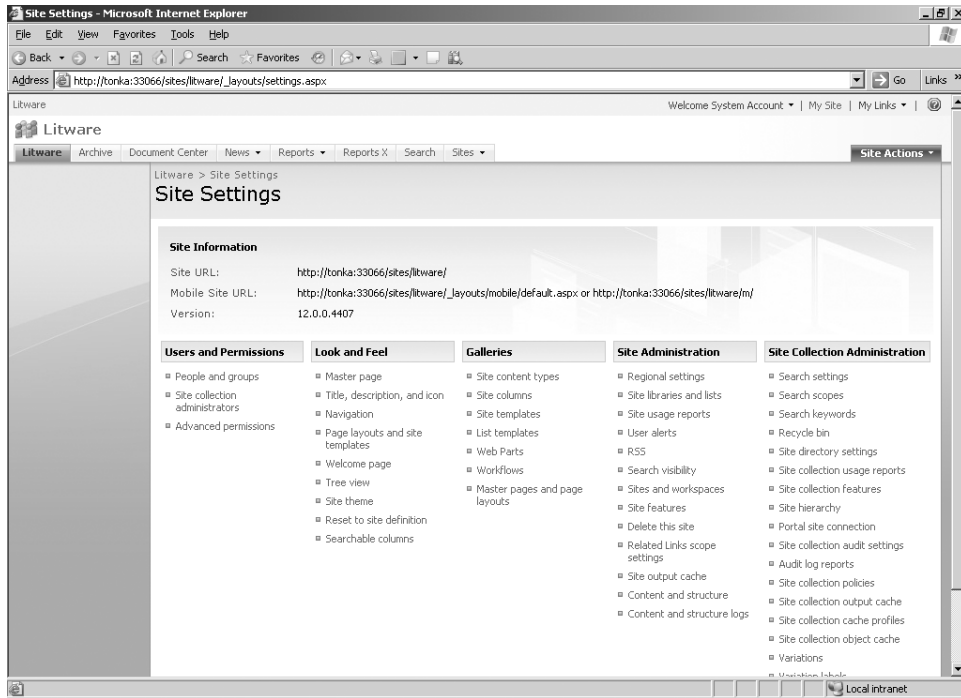 Site Settings - Microsoft Internet Explorer
File Edit View Favorites Tools Help
Back Search Favorites
Address http://tonka:33066/sites/litware/_layouts/settings.aspx Go Links »
Litware Welcome System Account | My Site | My Links |
Litware
Litware Archive Document Center News Reports Reports X Search Sites Site Actions
Litware > Site Settings
Site Settings
Site Information
Site URL: http://tonka:33066/sites/litware/
Mobile Site URL: http://tonka:33066/sites/litware/_layouts/mobile/default.aspx or http://tonka:33066/sites/litware/m/
Version: 12.0.0.4407
Users and Permissions
People and groups
Site collection
administrators
Advanced permissions
Look and Feel
Master page
Title, description, and icon
Navigation
Page layouts and site
templates
Welcome page
Tree view
Site theme
Reset to site definition
Searchable columns
Galleries
Site content types
Site columns
Site templates
List templates
Web Parts
Workflows
Master pages and page
layouts
Site Administration
Regional settings
Site libraries and lists
Site usage reports
User alerts
RSS
Search visibility
Sites and workspaces
Site features
Delete this site
Related Links scope
settings
Site output cache
Content and structure
Content and structure logs
Site Collection Administration
Search settings
Search scopes
Search keywords
Recycle bin
Site directory settings
Site collection usage reports
Site collection features
Site hierarchy
Portal site connection
Site collection audit settings
Audit log reports
Site collection policies
Site collection output cache
Site collection cache profiles
Site collection object cache
Variations
Variation labels
Local intranet